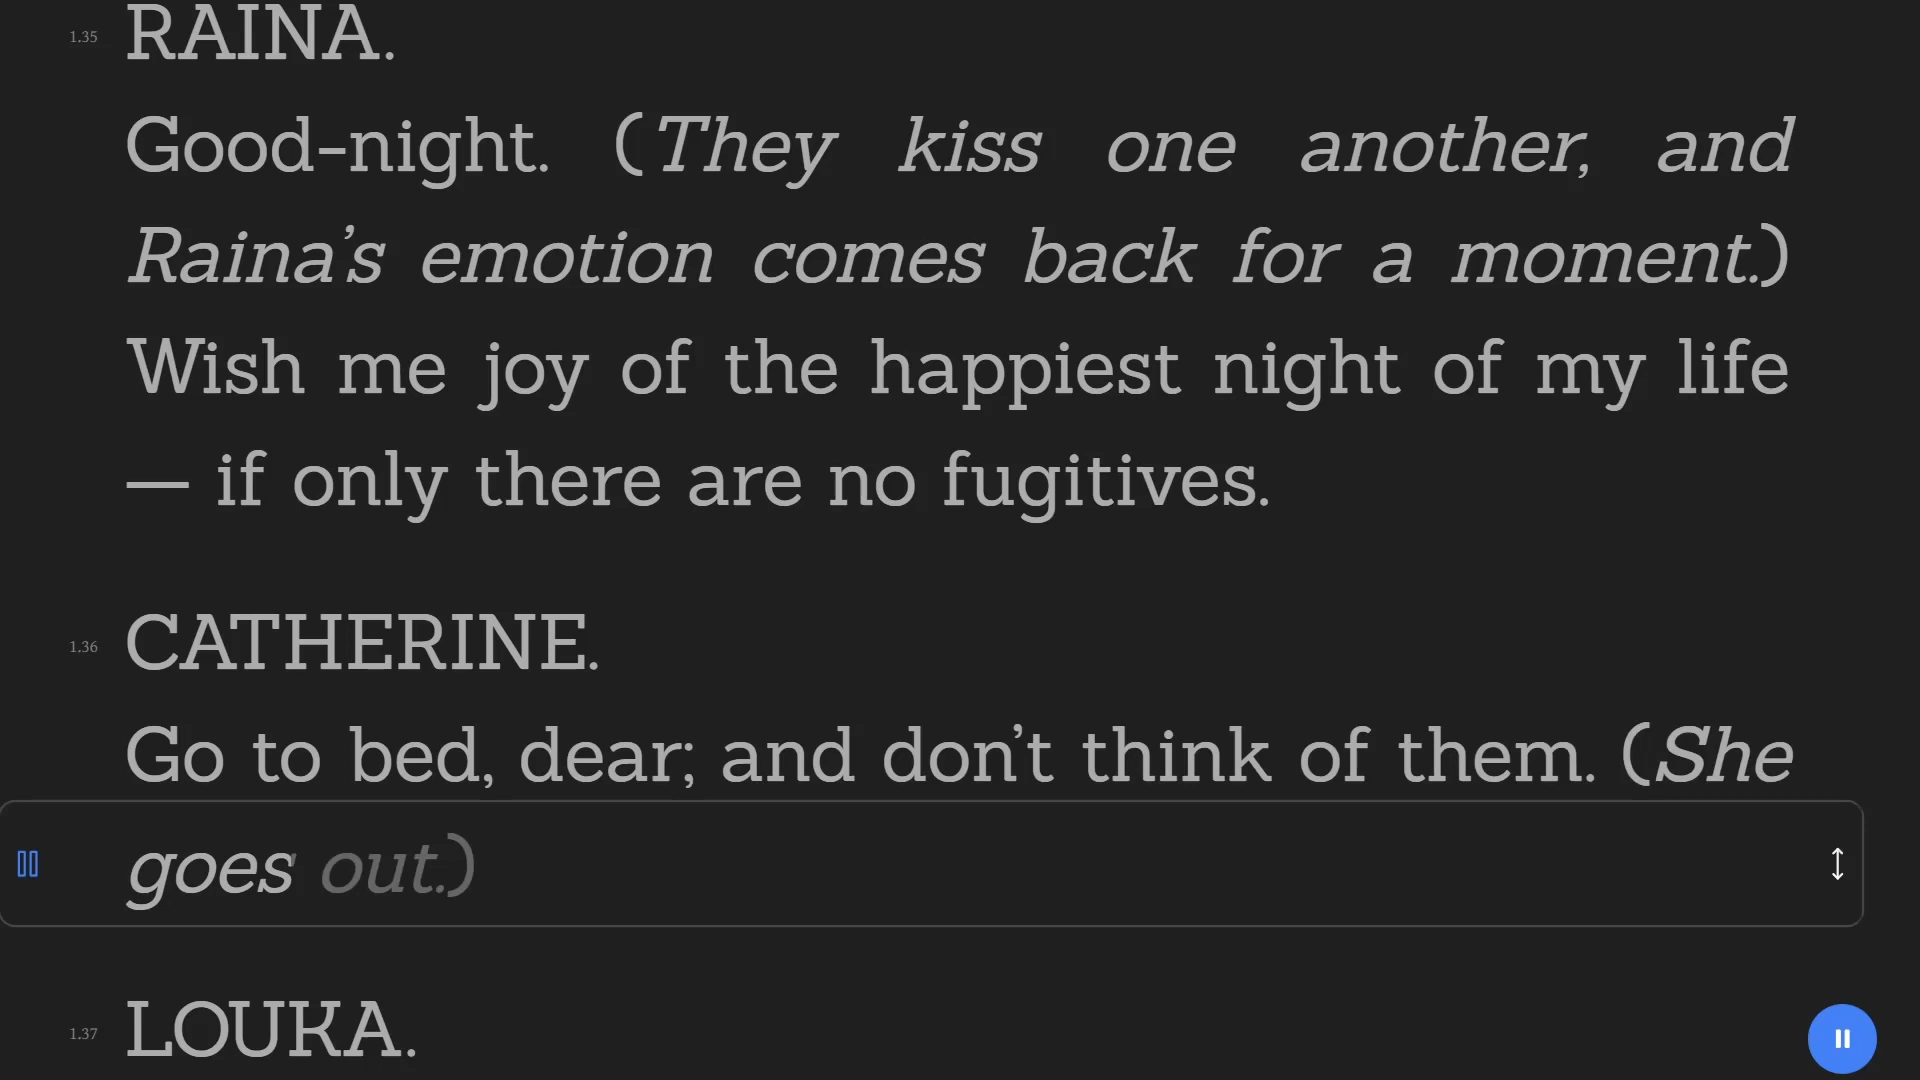 1.35 RAINA.
Good-night. (They kiss one another, and
Raina’s emotion comes back for a moment.)
Wish me joy of the happiest night of my life
— if only there are no fugitives.
1.36 CATHERINE.
Go to bed, dear; and don’t think of them. (She
goes out.)
1.37 LOUKA.